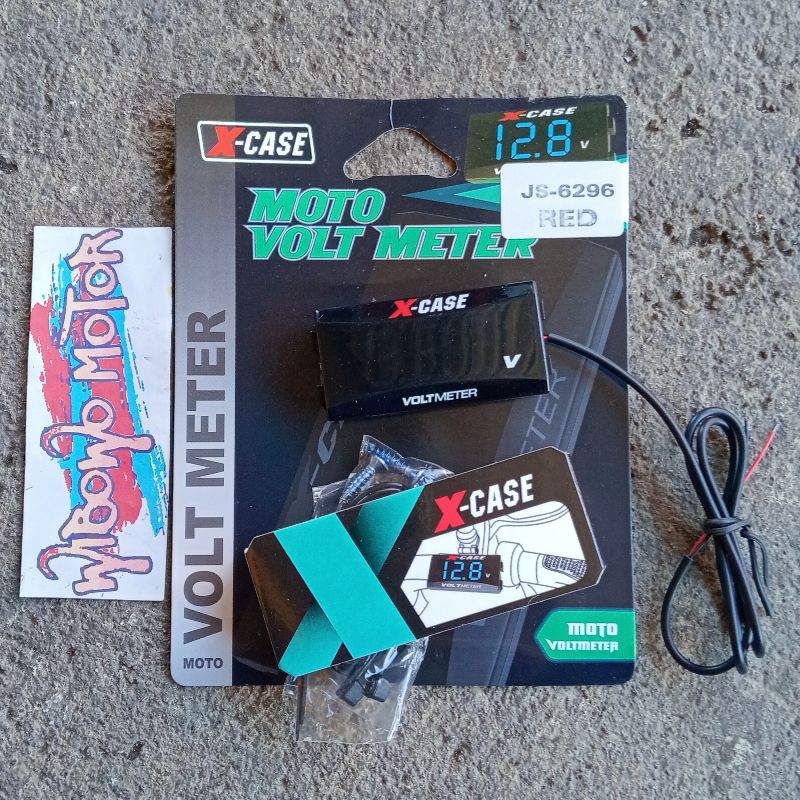 X-CASE
X-CASE
12.8 v
JS-6296
RED
MOTO
VOLT METER
WIBOWO MOTOR
X-CASE
V
VOLTMETER
VOLT METER
MOTO
X-CASE
X-CASE
12.8 v
VOLTMETER
MOTO
VOLTMETER